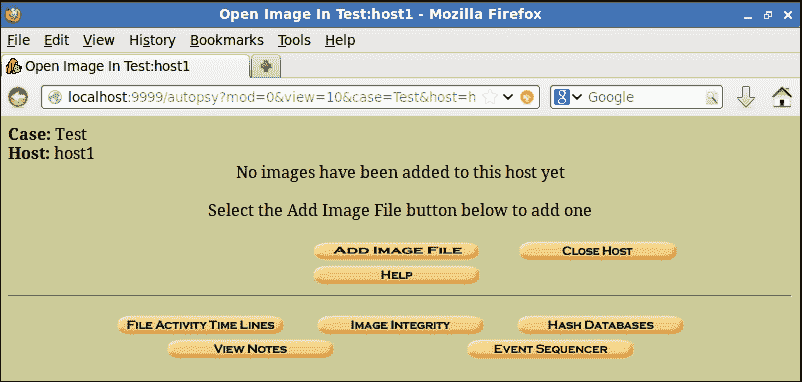 Open Image In Test:host1 - Mozilla Firefox
File Edit View History Bookmarks Tools Help
Open Image In Test:host1
localhost:9999/autopsy?mod=0&view=10&case=Test&host=h
Google
Case: Test
Host: host1
No images have been added to this host yet
Select the Add Image File button below to add one
ADD IMAGE FILE CLOSE HOST
HELP
FILE ACTIVITY TIME LINES IMAGE INTEGRITY HASH DATABASES
VIEW NOTES EVENT SEQUENCER